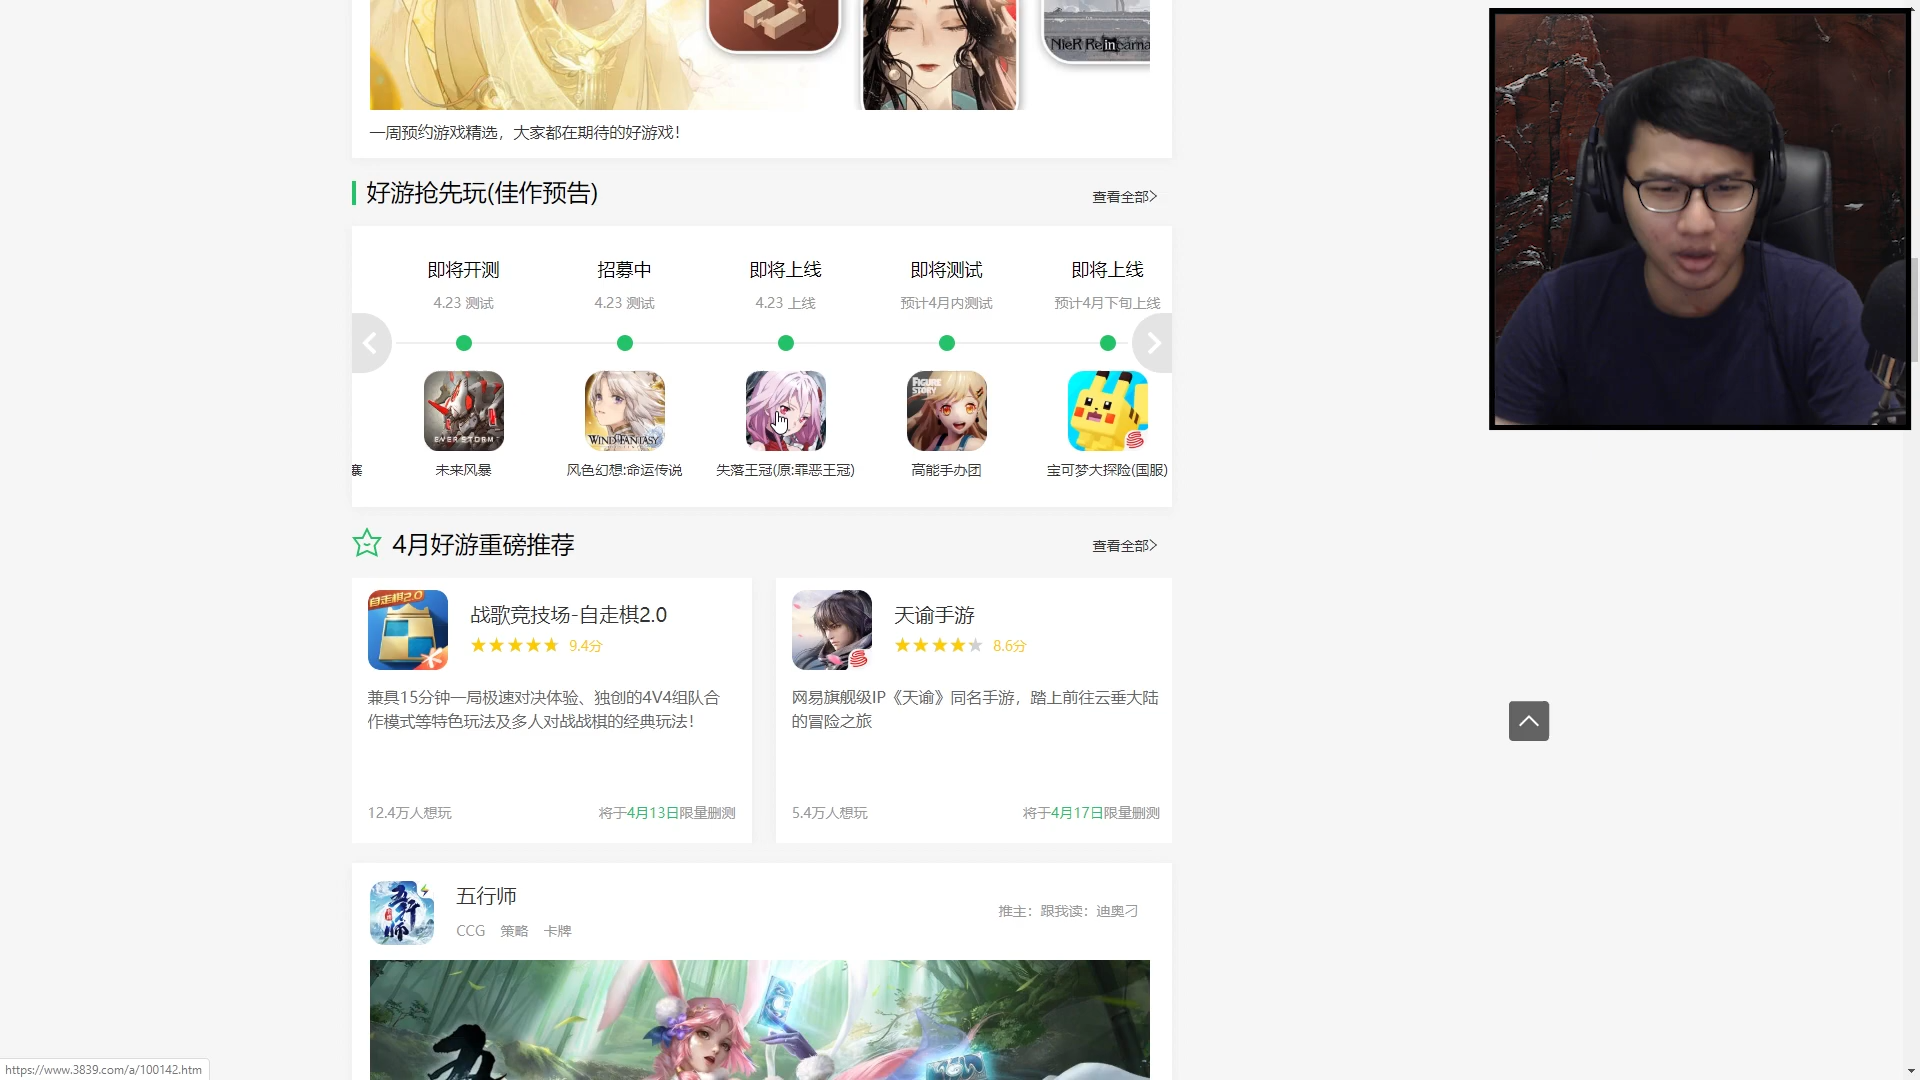 NieR Reincarna
一周预约游戏精选，大家都在期待的好游戏！
好游抢先玩(佳作预告)
查看全部>
即将开测
招募中
即将上线
即将测试
即将上线
4.23 测试
4.23 测试
4.23 上线
预计4月内测试
预计4月下旬上线
EVER STORM
WIND FANTASY
FIGURE STORY
寨
未来风暴
风色幻想:命运传说
失落王冠(原:罪恶王冠)
高能手办团
宝可梦大探险(国服)
4月好游重磅推荐
查看全部>
自走棋2.0
战歌竞技场-自走棋2.0
9.4分
兼具15分钟一局极速对决体验、独创的4V4组队合
作模式等特色玩法及多人对战战棋的经典玩法！
12.4万人想玩
将于4月13日限量删测
天谕手游
8.6分
网易旗舰级IP《天谕》同名手游，踏上前往云垂大陆
的冒险之旅
5.4万人想玩
将于4月17日限量删测
五行师
五行师
CCG 策略 卡牌
推主：跟我读：迪奥刁
https://www.3839.com/a/100142.htm